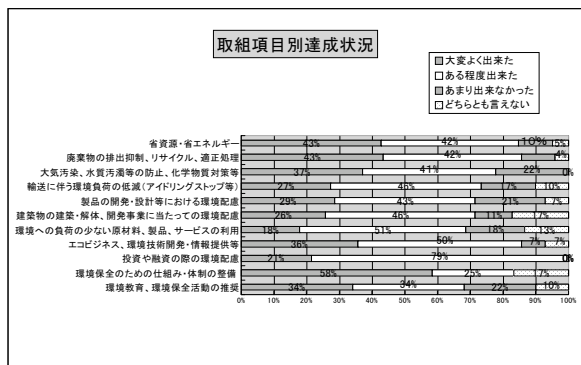 取組項目別達成状況
大変よく出来た
ある程度出来た
あまり出来なかった
どちらとも言えない
省資源・省エネルギー 43% 42% 10% 5%
廃棄物の排出抑制、リサイクル、適正処理 43% 42% 4%
大気汚染、水質汚濁等の防止、化学物質対策等 37% 41% 22% 0%
輸送に伴う環境負荷の低減(アイドリングストップ等) 27% 46% 17% 10%
製品の開発・設計等における環境配慮 29% 43% 21% 7%
建築物の建築・解体、開発事業に当たっての環境配慮 26% 46% 11% 7%
環境への負荷の少ない原材料、製品、サービスの利用 18% 51% 18% 13%
エコビジネス、環境技術開発・情報提供等 36% 50% 7% 7%
投資や融資の際の環境配慮 21% 79% 0%
環境保全のための仕組み・体制の整備 58% 25% 17%
環境教育、環境保全活動の推奨 34% 34% 22% 10%
0% 10% 20% 30% 40% 50% 60% 70% 80% 90% 100%